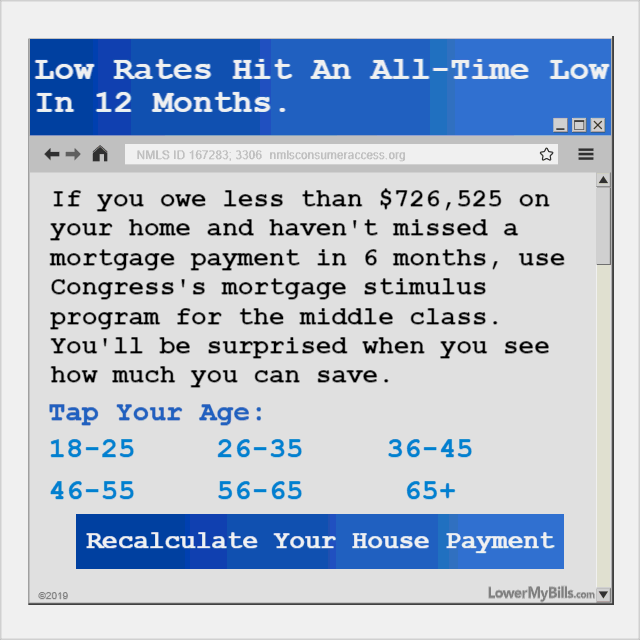 Low Rates Hit An All-Time Low
In 12 Months.
NMLS ID 167283; 3306 nmlsconsumeraccess.org
If you owe less than $726,525 on
your home and haven't missed a
mortgage payment in 6 months, use
Congress's mortgage stimulus
program for the middle class.
You'll be surprised when you see
how much you can save.
Tap Your Age:
18-25 26-35 36-45
46-55 56-65 65+
Recalculate Your House Payment
©2019 LowerMyBills.com